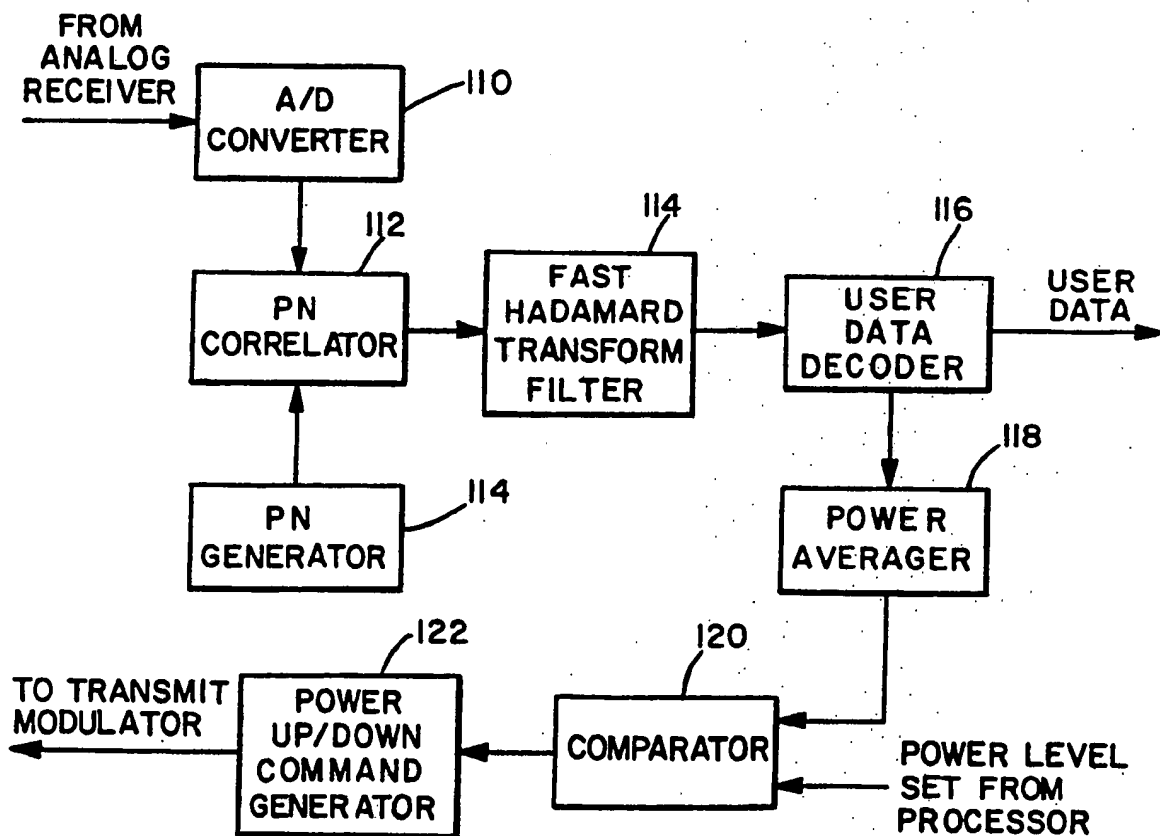 FROM
ANALOG
RECEIVER
A/D
CONVERTER
110
112
PN
CORRELATOR
114
FAST
HADAMARD
TRANSFORM
FILTER
116
USER
DATA
DECODER
USER
DATA
PN
GENERATOR
114
118
POWER
AVERAGER
122
TO TRANSMIT
MODULATOR
POWER
UP/DOWN
COMMAND
GENERATOR
120
COMPARATOR
POWER LEVEL
SET FROM
PROCESSOR